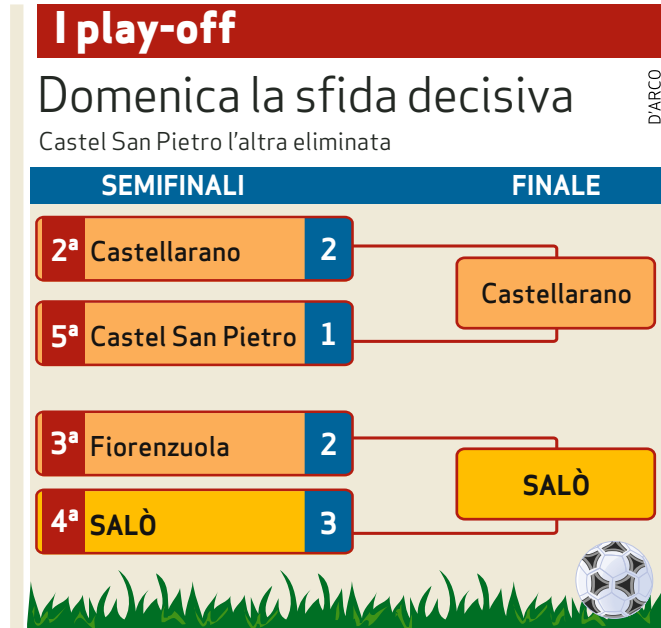 I play-off
Domenica la sfida decisiva
D'ARCO
Castel San Pietro l'altra eliminata
SEMIFINALI FINALE
2ª Castellarano 2
Castellarano
5ª Castel San Pietro 1
3ª Fiorenzuola 2
SALÒ
4ª SALÒ 3